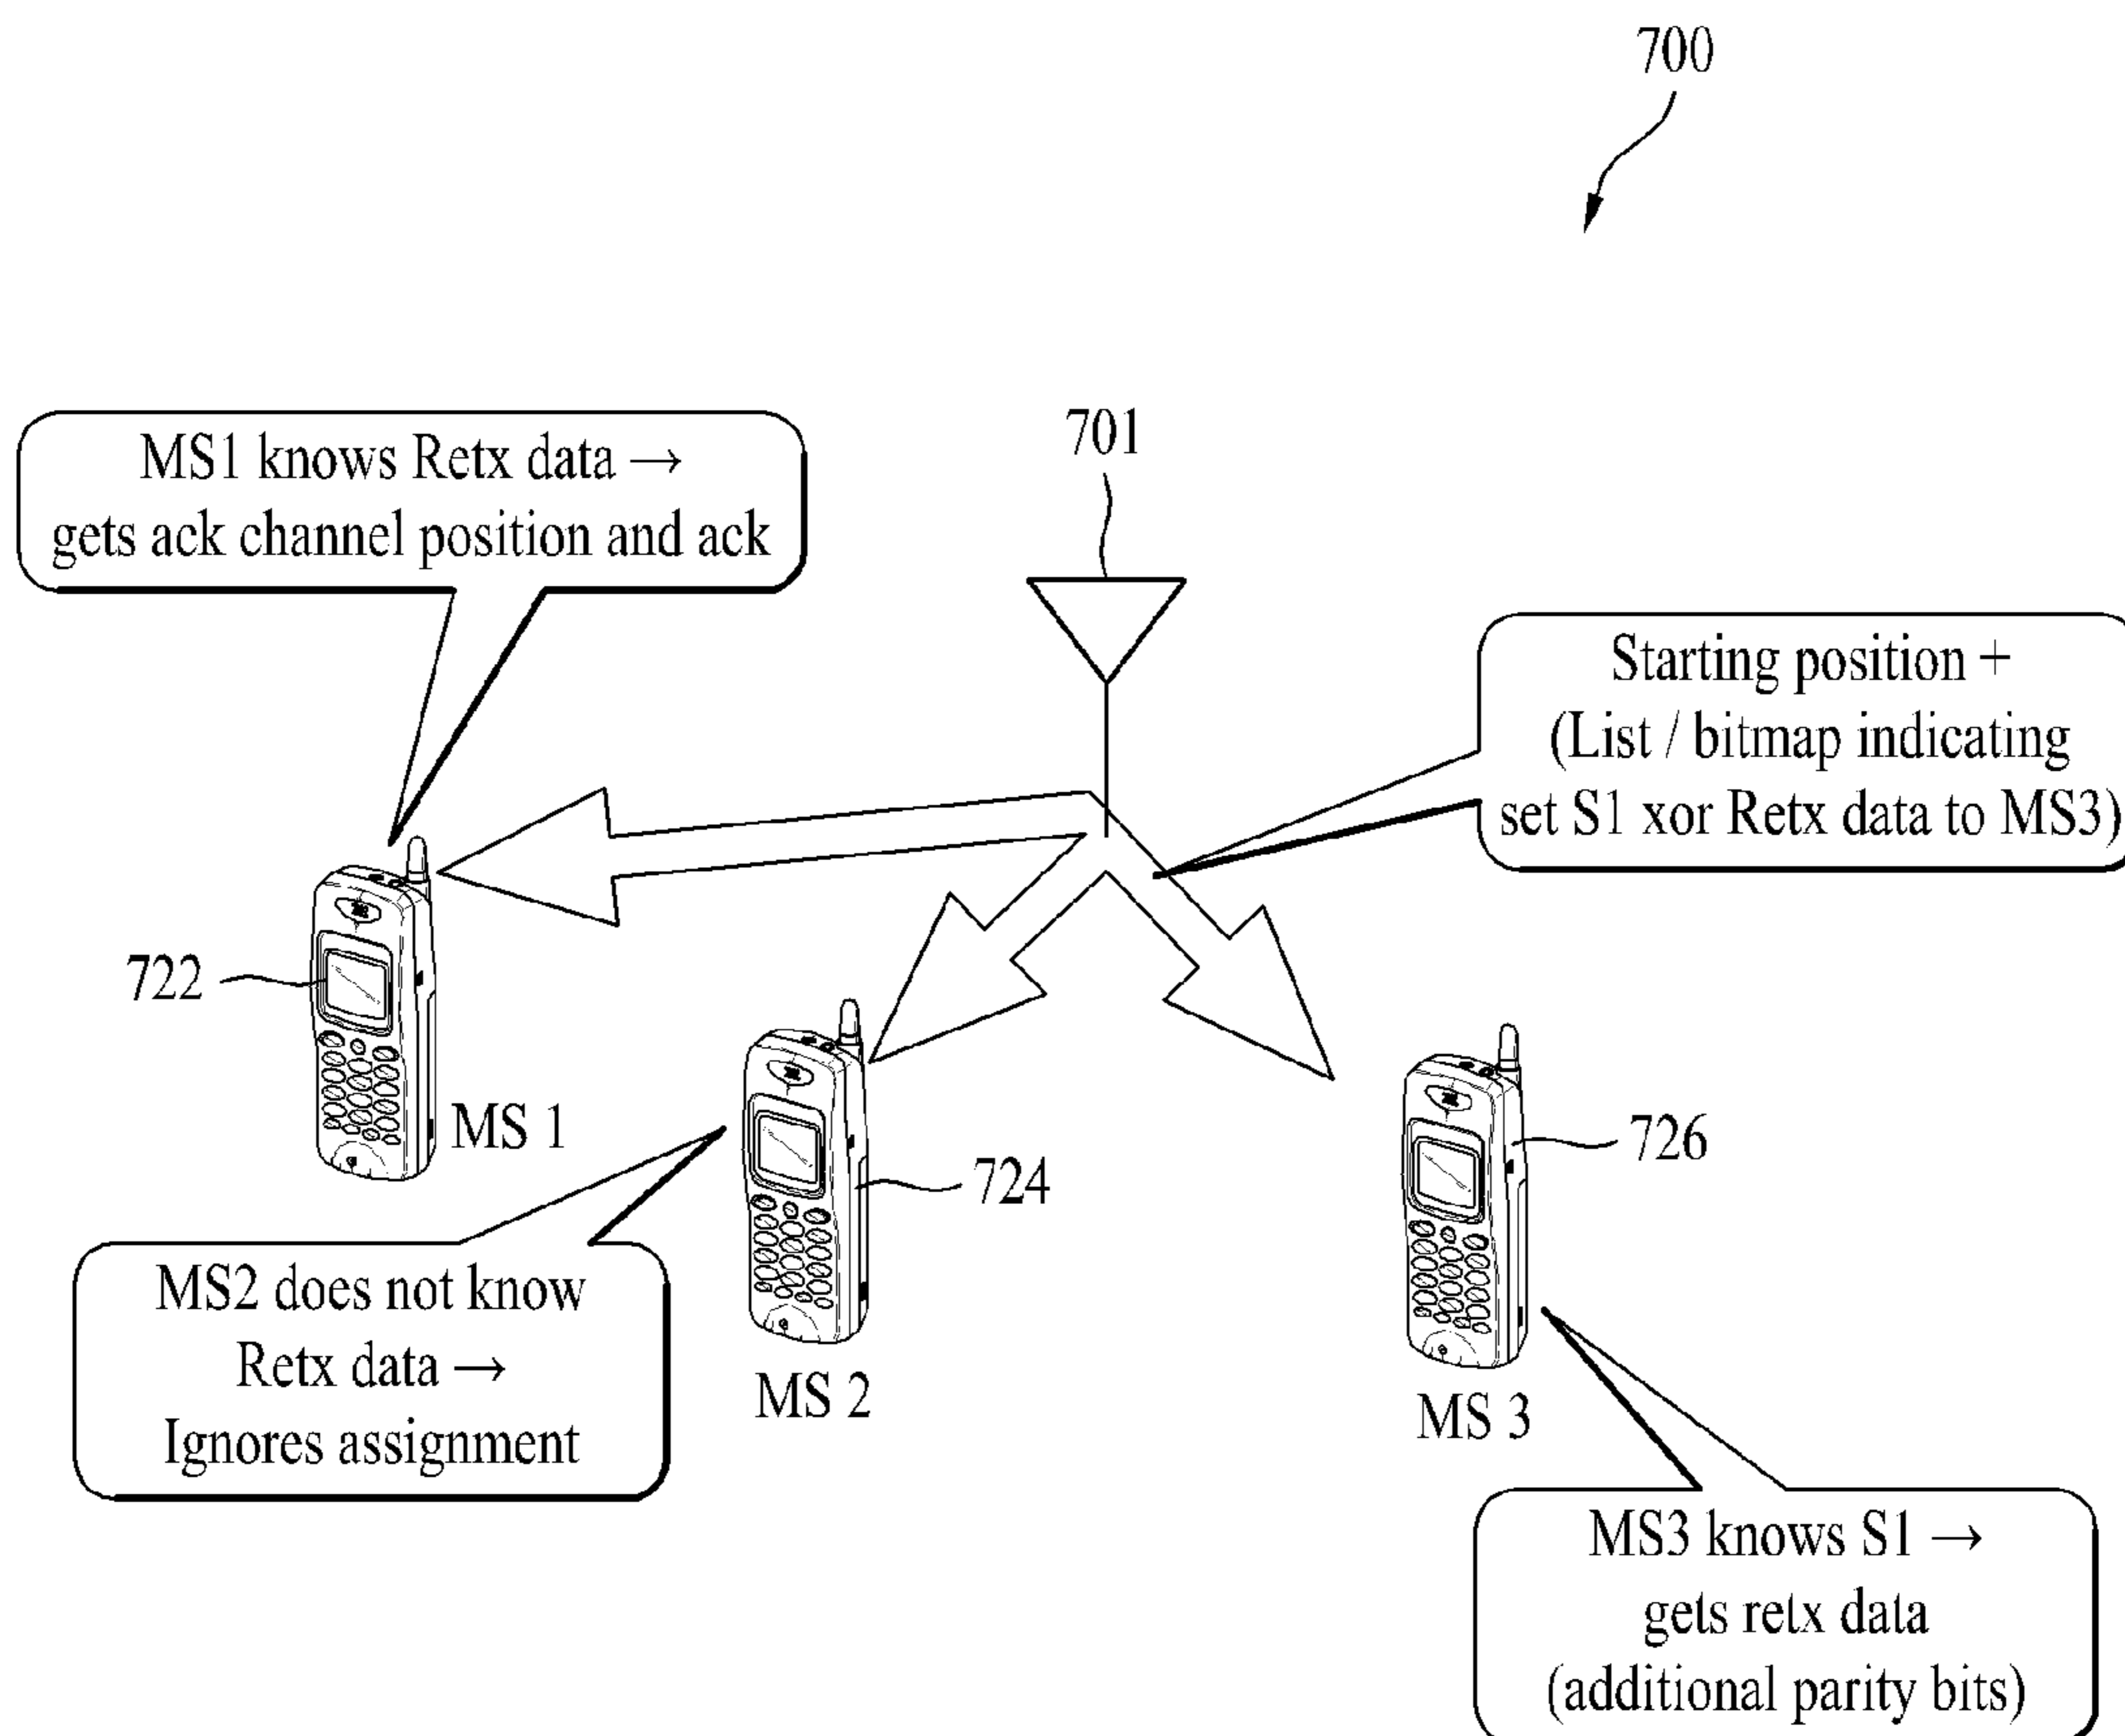 700
701
MS1 knows Retx data →
gets ack channel position and ack
Starting position +
(List / bitmap indicating
set S1 xor Retx data to MS3)
722
MS 1
724
MS 2
726
MS 3
MS2 does not know
Retx data →
Ignores assignment
MS3 knows S1 →
gets retx data
(additional parity bits)